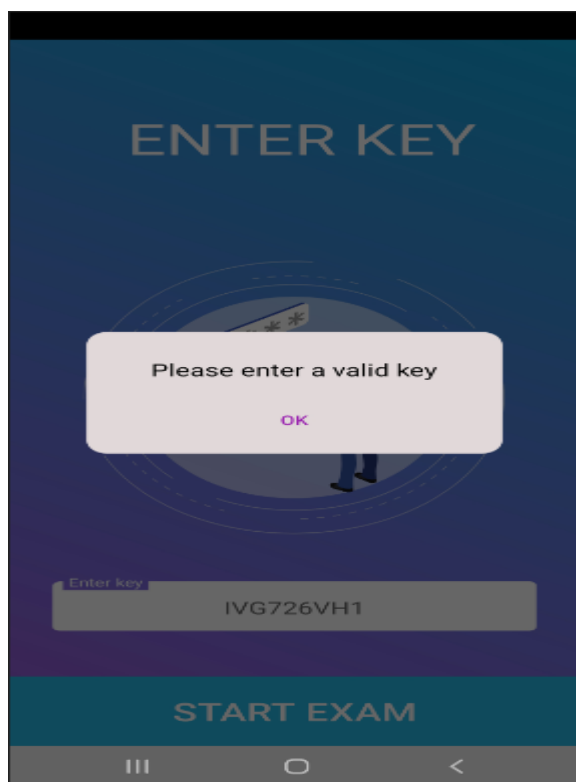 ENTER KEY
Please enter a valid key
OK
Enter key
IVG726VH1
START EXAM